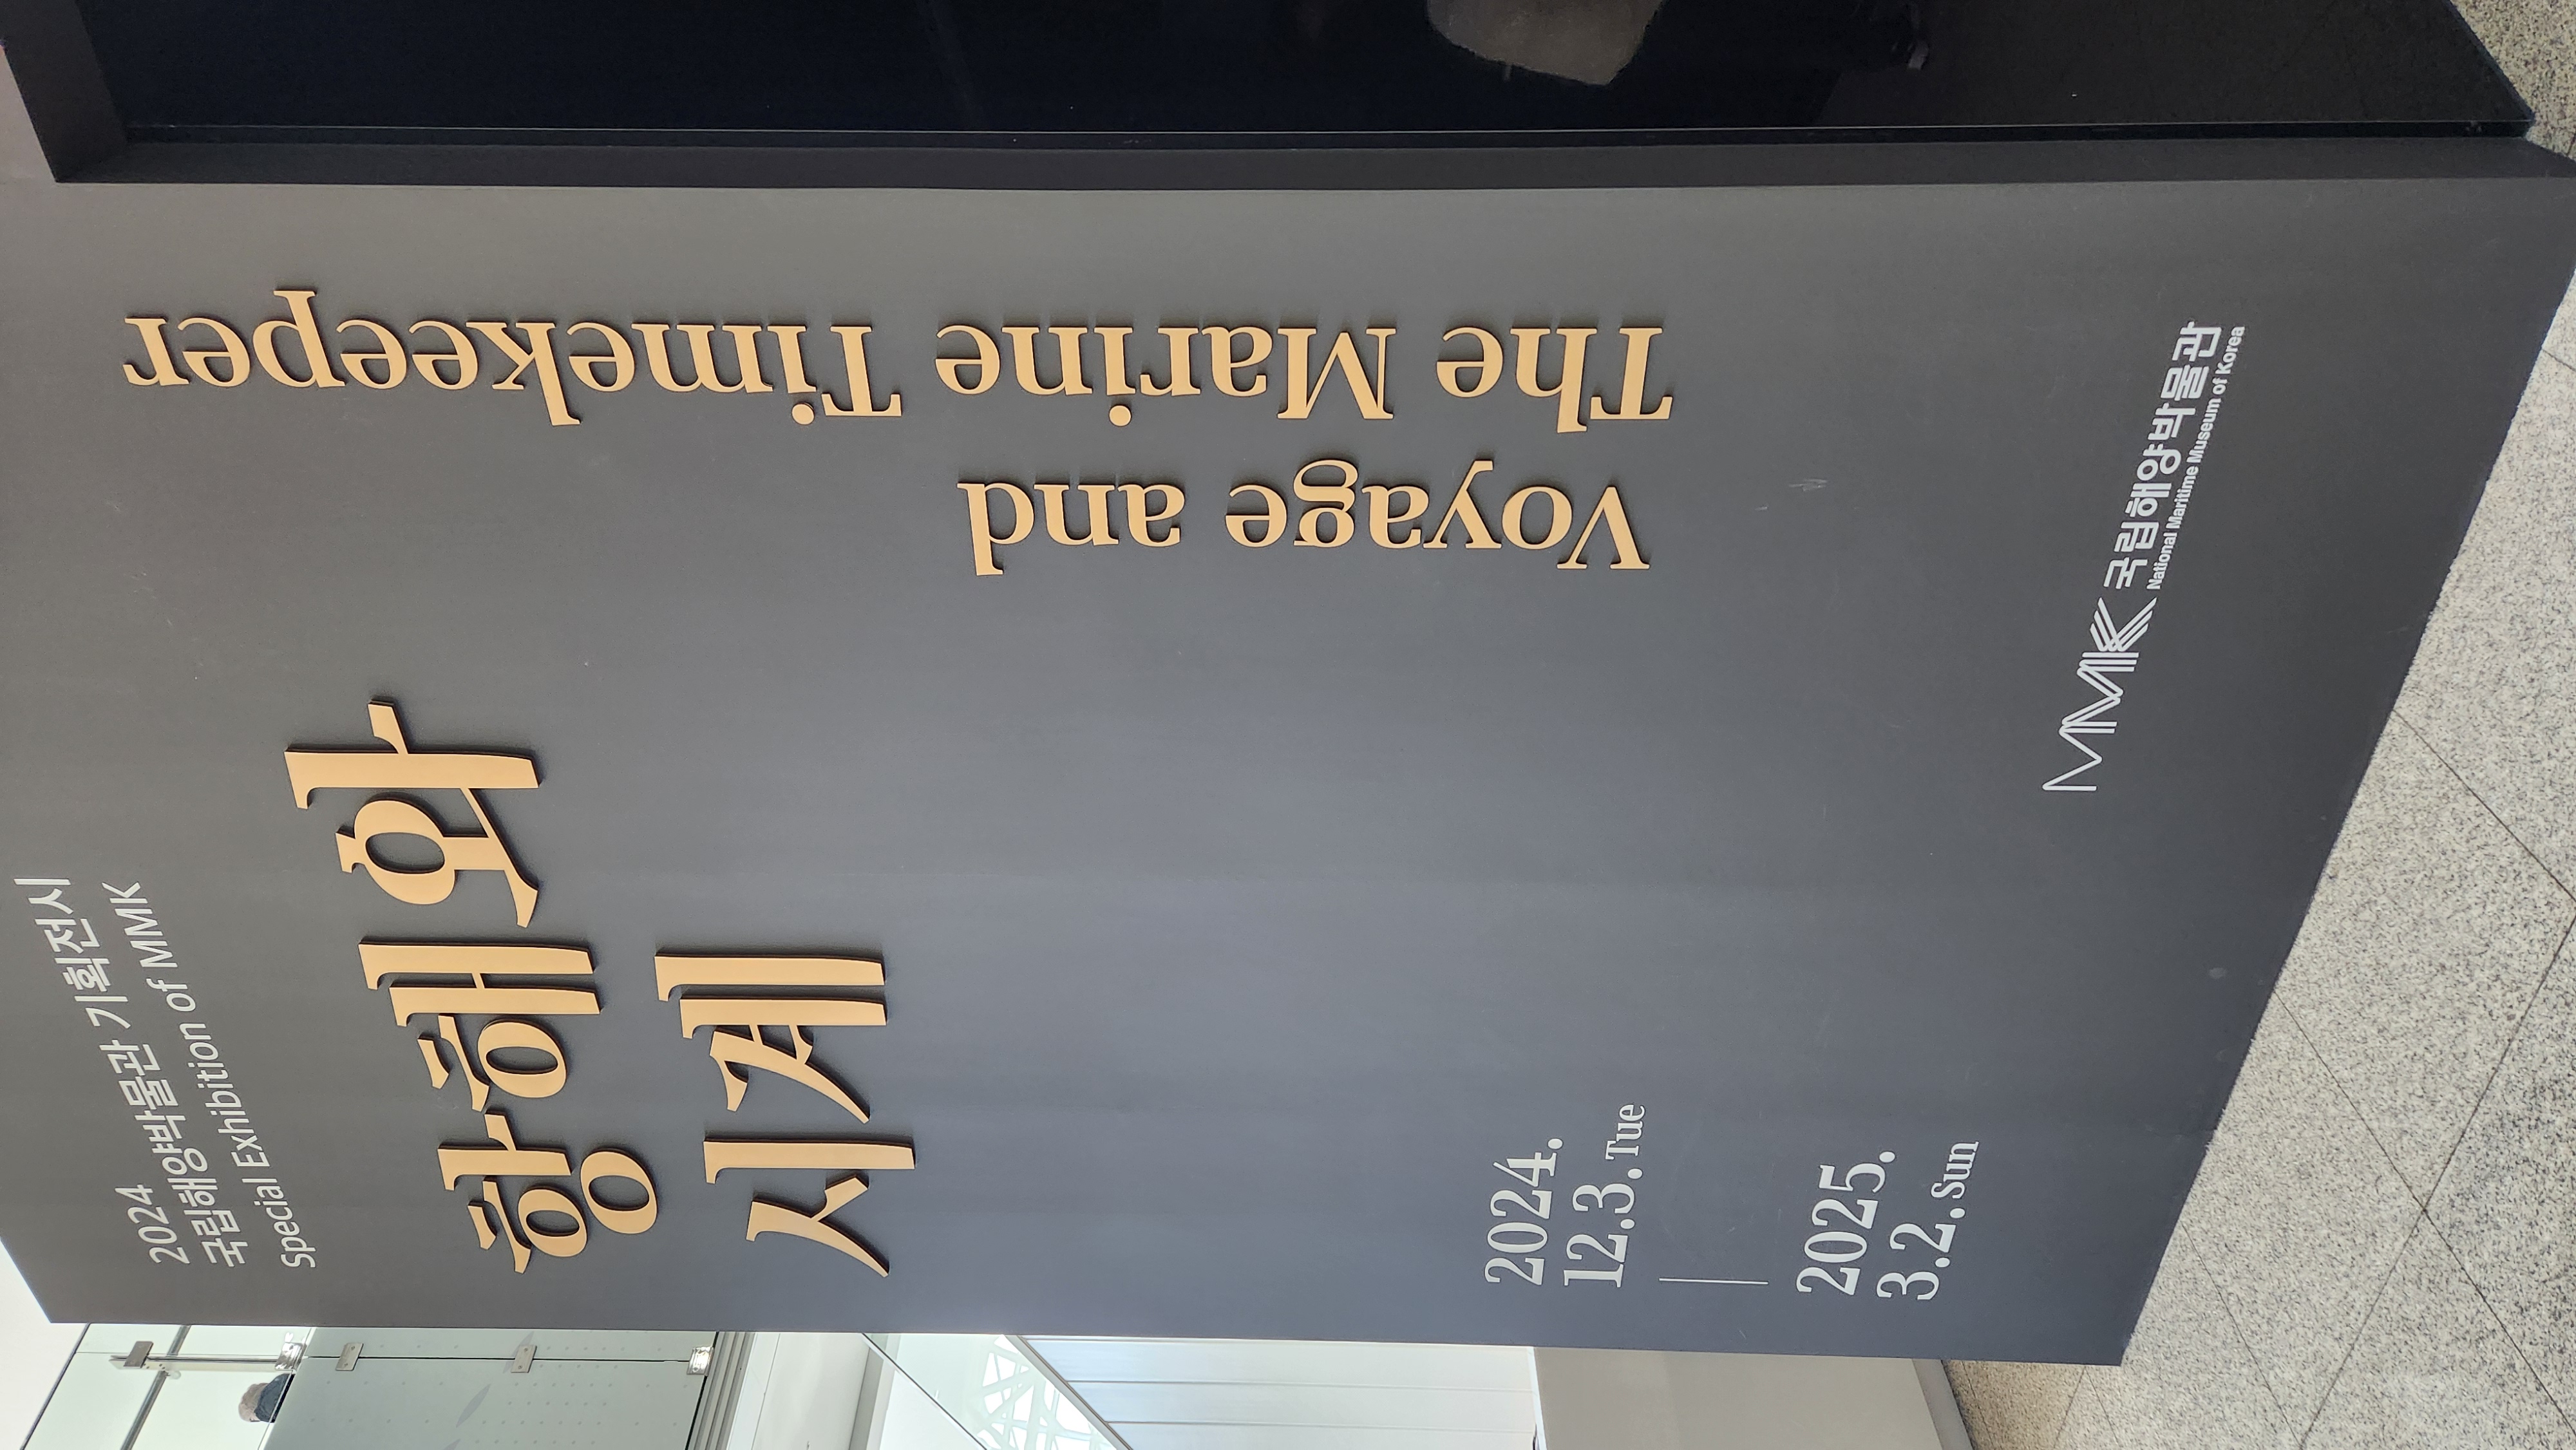 2024
국립해양박물관 기획전시
Special Exhibition of MMK
항해와
시계
Voyage and
The Marine Timekeeper
2024.
12.3.Tue
2025.
3.2.Sun
MMK 국립해양박물관
National Maritime Museum of Korea